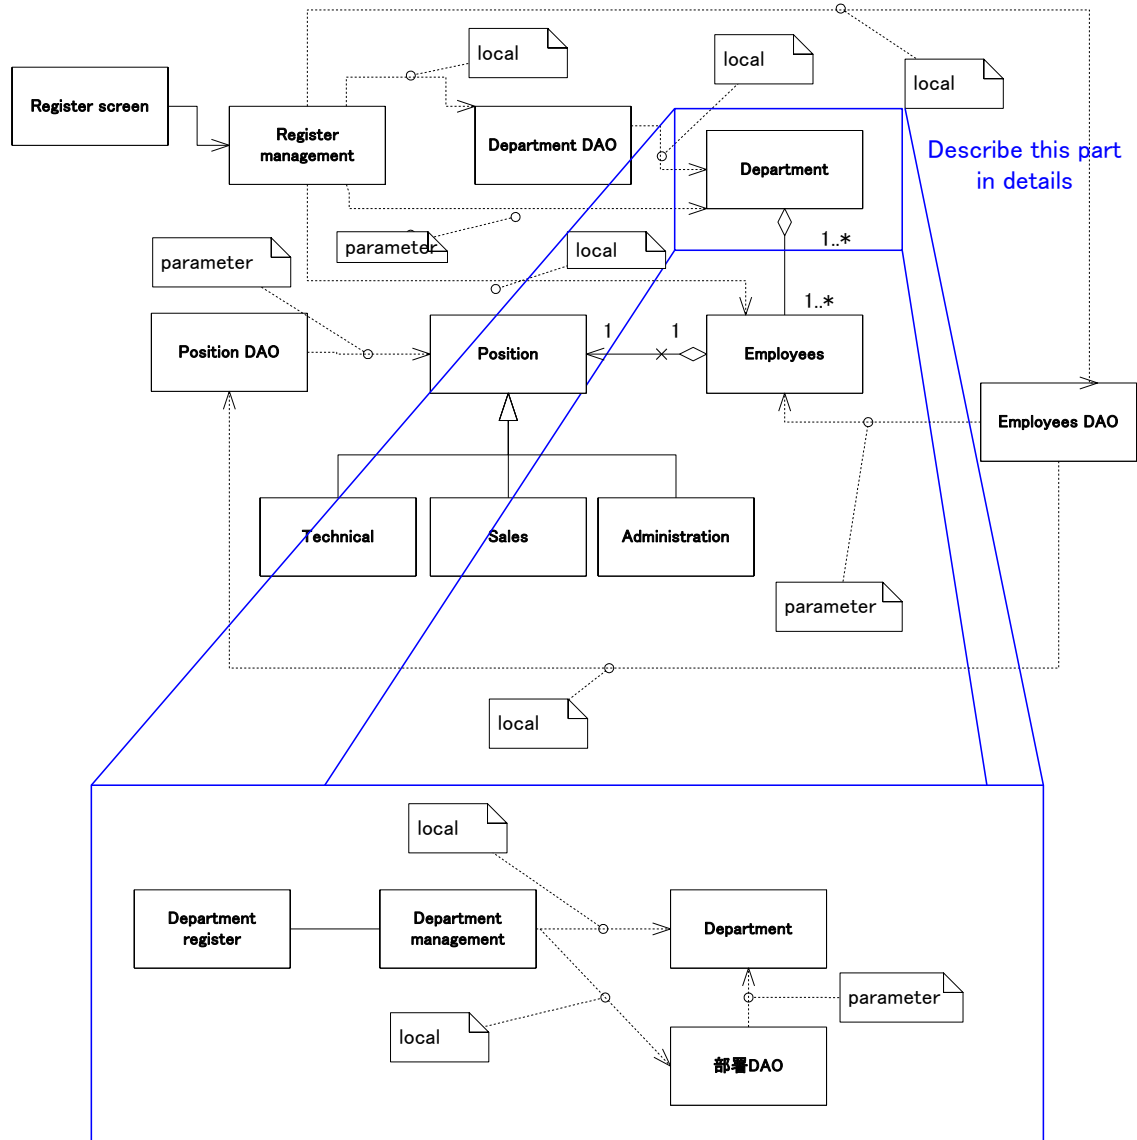 local
local
local
Register screen
Register
management
Department DAO
Department
Describe this part
in details
parameter
1..*
local
parameter
1..*
Position DAO
Position
1
1
Employees
Employees DAO
Technical
Sales
Administration
parameter
local
local
Department
register
Department
management
Department
parameter
local
部署DAO